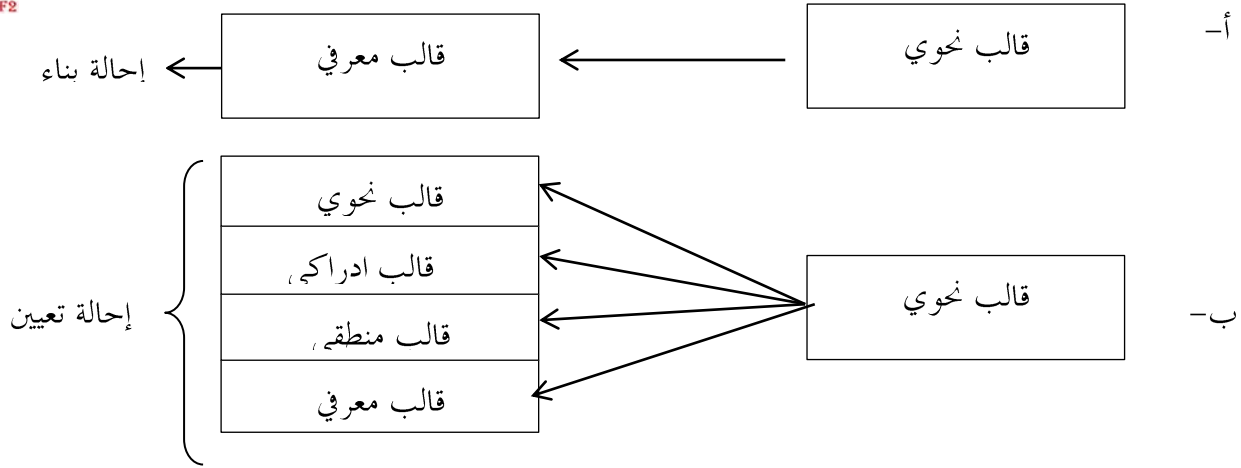 F2
أ-
قالب نحوي
قالب معرفي
إحالة بناء
ب-
قالب نحوي
قالب نحوي
قالب ادراكي
قالب منطقي
قالب معرفي
إحالة تعيين